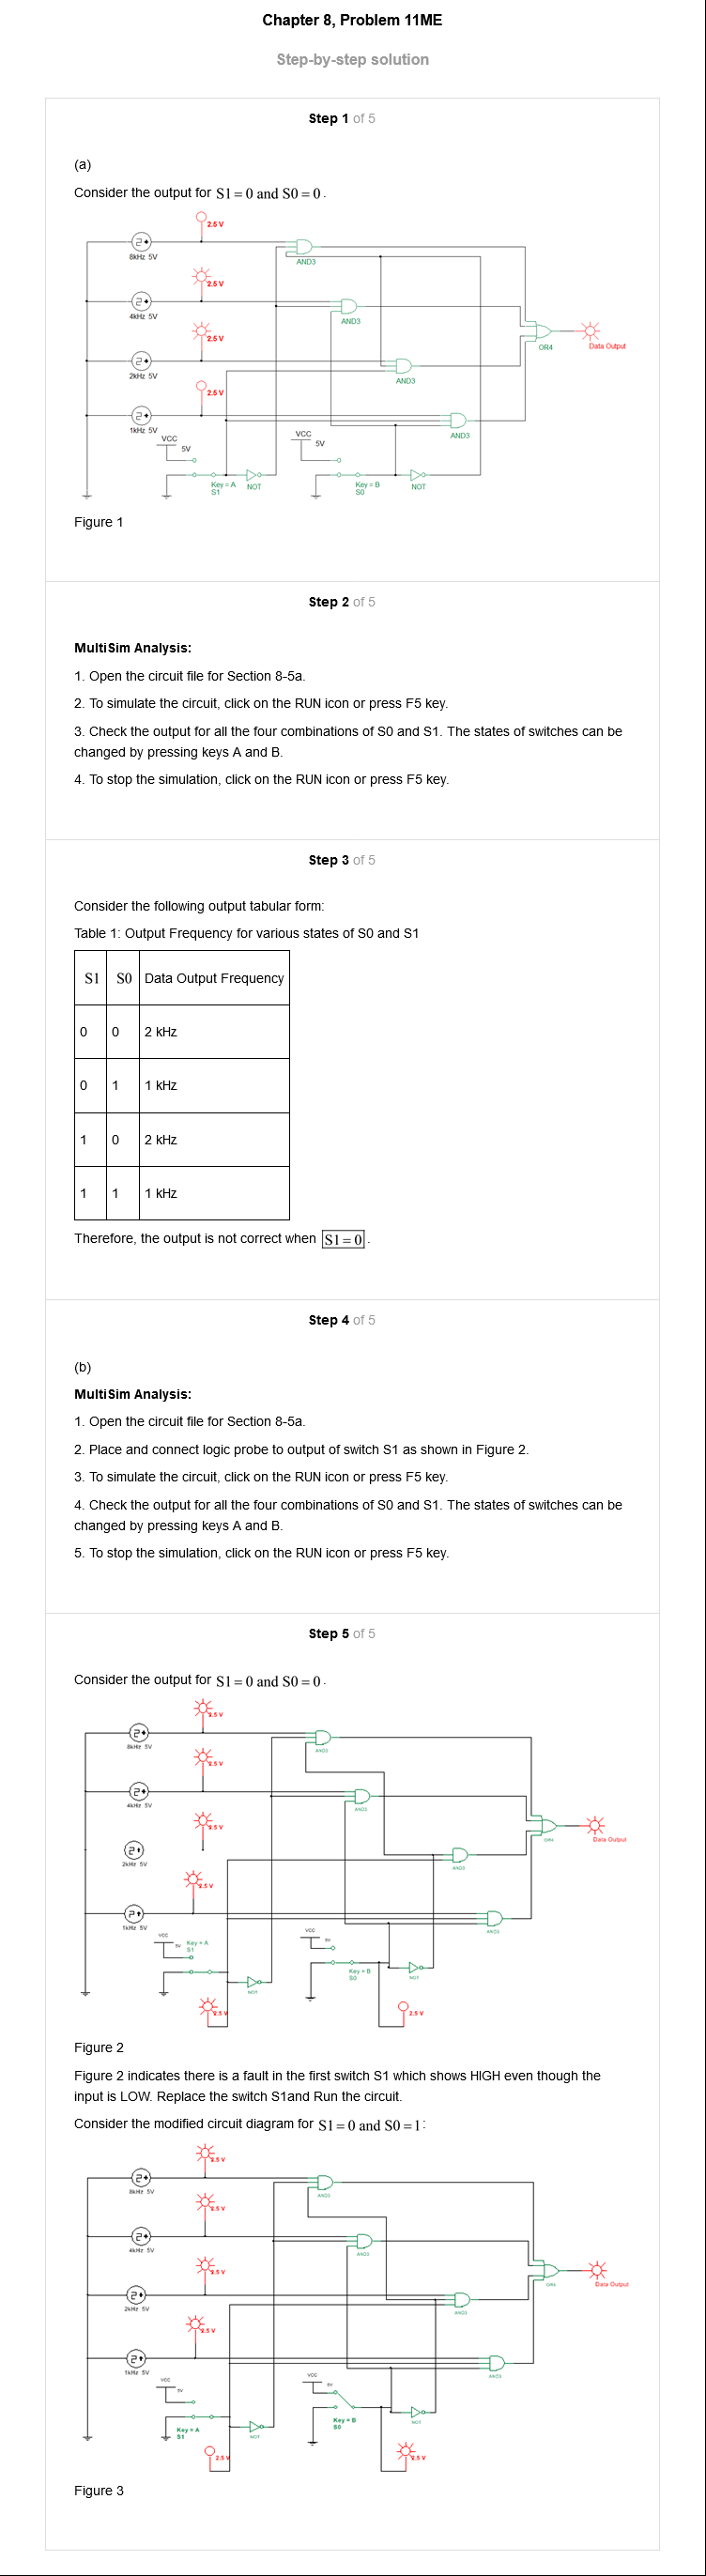 Chapter 8, Problem 11ME
Step-by-step solution
Step 1 of 5
(a)
Consider the output for S1 = 0 and S0 = 0 .
2.5 V
8kHz 5V
AND3
2.5 V
4kHz 5V
AND3
2.5 V
OR4
Data Output
2kHz 5V
AND3
2.5 V
1kHz 5V
AND3
VCC
5V
VCC
5V
Key = A
S1
NOT
Key = B
S0
NOT
Figure 1
Step 2 of 5
MultiSim Analysis:
1. Open the circuit file for Section 8-5a.
2. To simulate the circuit, click on the RUN icon or press F5 key.
3. Check the output for all the four combinations of S0 and S1. The states of switches can be
changed by pressing keys A and B.
4. To stop the simulation, click on the RUN icon or press F5 key.
Step 3 of 5
Consider the following output tabular form:
Table 1: Output Frequency for various states of S0 and S1
S1 S0 Data Output Frequency
0 0 2 kHz
0 1 1 kHz
1 0 2 kHz
1 1 1 kHz
Therefore, the output is not correct when S1 = 0 .
Step 4 of 5
(b)
MultiSim Analysis:
1. Open the circuit file for Section 8-5a.
2. Place and connect logic probe to output of switch S1 as shown in Figure 2.
3. To simulate the circuit, click on the RUN icon or press F5 key.
4. Check the output for all the four combinations of S0 and S1. The states of switches can be
changed by pressing keys A and B.
5. To stop the simulation, click on the RUN icon or press F5 key.
Step 5 of 5
Consider the output for S1 = 0 and S0 = 0 .
2.5 V
8kHz 5V
AND3
2.5 V
4kHz 5V
AND3
2.5 V
OR4
Data Output
2kHz 5V
AND3
2.5 V
1kHz 5V
AND3
VCC
5V
Key = A
S1
VCC
5V
Key = B
S0
NOT
NOT
2.5 V
2.5 V
Figure 2
Figure 2 indicates there is a fault in the first switch S1 which shows HIGH even though the
input is LOW. Replace the switch S1and Run the circuit.
Consider the modified circuit diagram for S1 = 0 and S0 = 1 :
2.5 V
8kHz 5V
AND3
2.5 V
4kHz 5V
AND3
2.5 V
OR4
Data Output
2kHz 5V
AND3
2.5 V
1kHz 5V
AND3
VCC
5V
VCC
5V
Key = A
S1
NOT
Key = B
S0
NOT
2.5 V
2.5 V
Figure 3